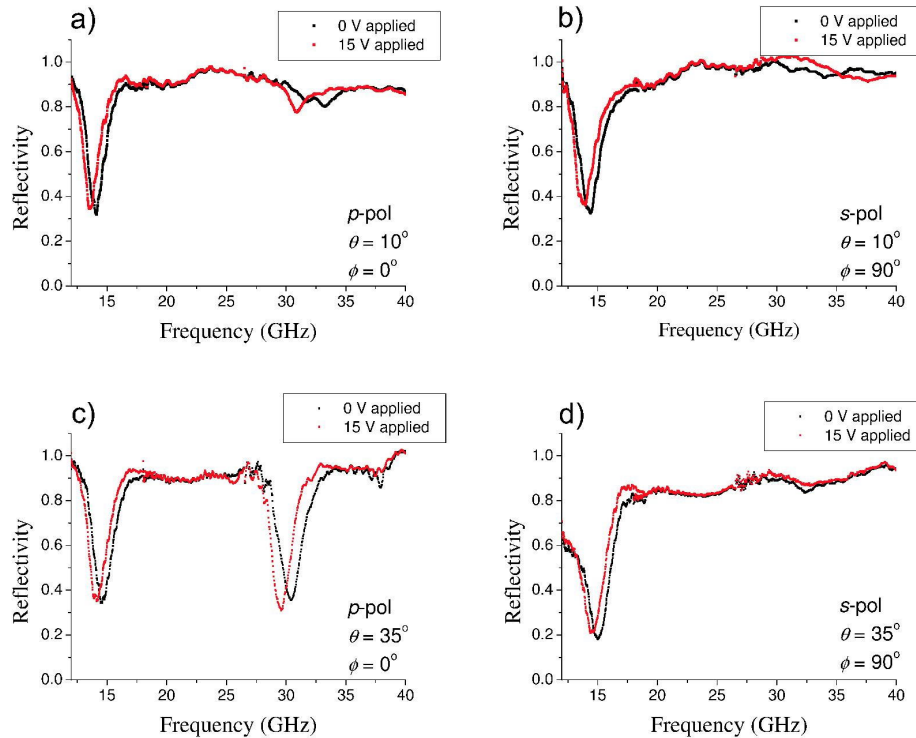 a)
0 V applied
15 V applied
Reflectivity
1.0
0.8
0.6
0.4
0.2
0.0
p-pol
θ = 10°
ϕ = 0°
15 20 25 30 35 40
Frequency (GHz)
b)
0 V applied
15 V applied
Reflectivity
1.0
0.8
0.6
0.4
0.2
0.0
s-pol
θ = 10°
ϕ = 90°
15 20 25 30 35 40
Frequency (GHz)
c)
0 V applied
15 V applied
Reflectivity
1.0
0.8
0.6
0.4
0.2
0.0
p-pol
θ = 35°
ϕ = 0°
15 20 25 30 35 40
Frequency (GHz)
d)
0 V applied
15 V applied
Reflectivity
1.0
0.8
0.6
0.4
0.2
0.0
s-pol
θ = 35°
ϕ = 90°
15 20 25 30 35 40
Frequency (GHz)